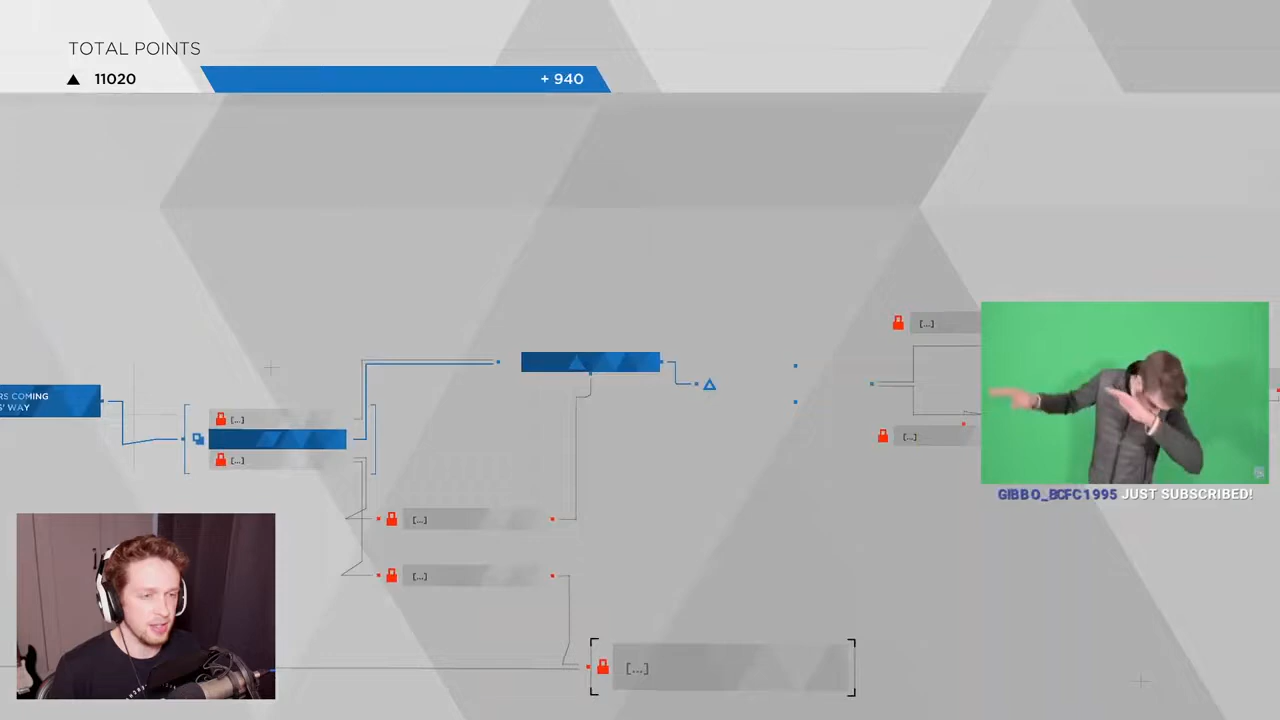 TOTAL POINTS
11020
+ 940
[...]
RS COMING
S' WAY
[...]
[...]
[...]
GIBBO_BCFC1995 JUST SUBSCRIBED!
[...]
[...]
[...]